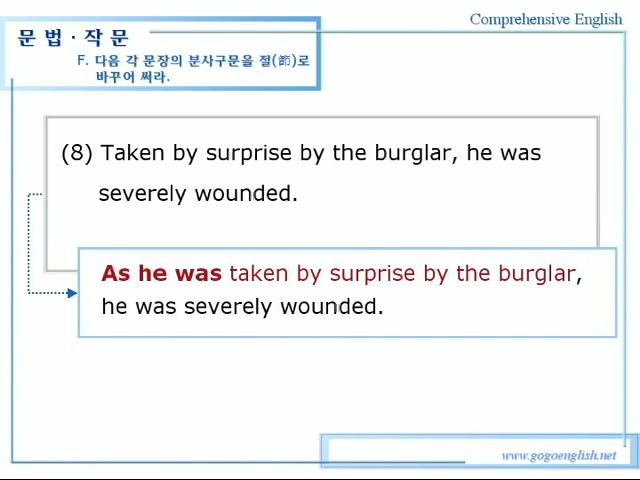 Comprehensive English
문 법 · 작 문
F. 다음 각 문장의 분사구문을 절(節)로
바꾸어 써라.
(8) Taken by surprise by the burglar, he was
severely wounded.
As he was taken by surprise by the burglar,
he was severely wounded.
www.gogoenglish.net